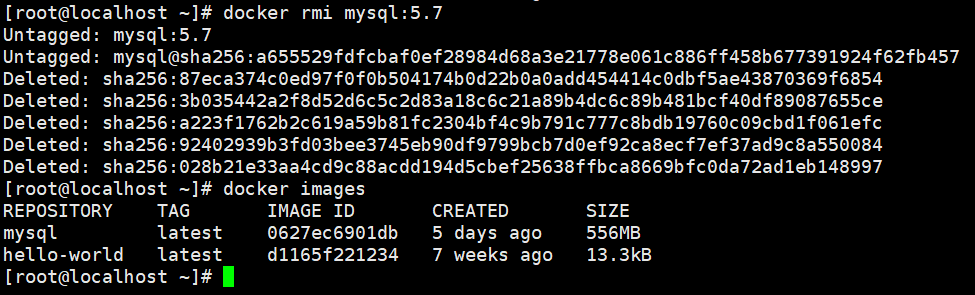 [root@localhost ~]# docker rmi mysql:5.7
Untagged: mysql:5.7
Untagged: mysql@sha256:a655529fdfcbaf0ef28984d68a3e21778e061c886ff458b677391924f62fb457
Deleted: sha256:87eca374c0ed97f0f0b504174b0d22b0a0add454414c0dbf5ae43870369f6854
Deleted: sha256:3b035442a2f8d52d6c5c2d83a18c6c21a89b4dc6c89b481bcf40df89087655ce
Deleted: sha256:a223f1762b2c619a59b81fc2304bf4c9b791c777c8bdb19760c09cbd1f061efc
Deleted: sha256:92402939b3fd03bee3745eb90df9799bcb7d0ef92ca8ecf7ef37ad9c8a550084
Deleted: sha256:028b21e33aa4cd9c88acdd194d5cbef25638ffbca8669bfc0da72ad1eb148997
[root@localhost ~]# docker images
REPOSITORY    TAG       IMAGE ID       CREATED       SIZE
mysql         latest    0627ec6901db   5 days ago    556MB
hello-world   latest    d1165f221234   7 weeks ago   13.3kB
[root@localhost ~]#